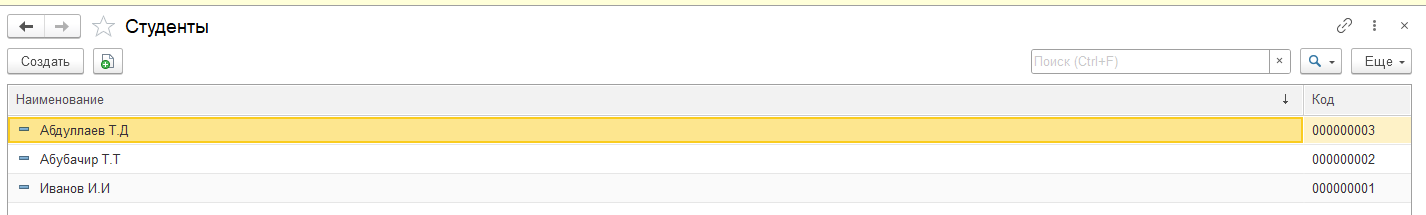 Студенты
Создать Поиск (Ctrl+F) × Еще
Наименование ↓ Код
Абдуллаев Т.Д 000000003
Абубачир Т.Т 000000002
Иванов И.И 000000001